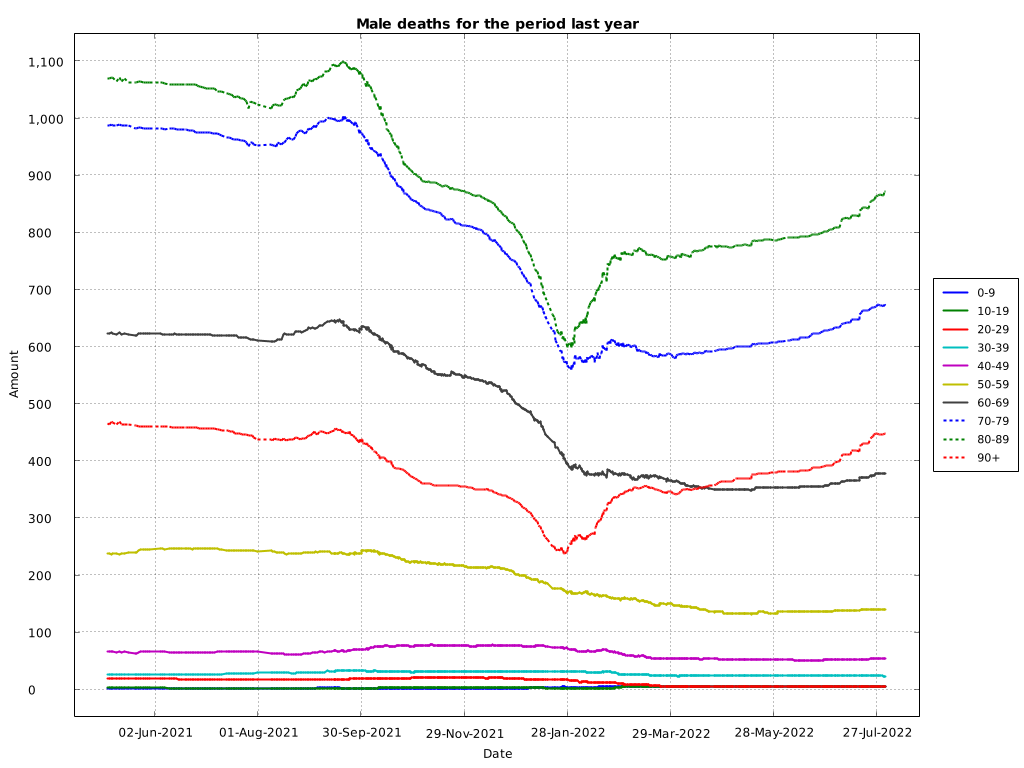 Male deaths for the period last year
1,100
1,000
900
800
700
600
500
400
300
200
100
0
Amount
02-Jun-2021
01-Aug-2021
30-Sep-2021
29-Nov-2021
28-Jan-2022
29-Mar-2022
28-May-2022
27-Jul-2022
Date
0-9
10-19
20-29
30-39
40-49
50-59
60-69
70-79
80-89
90+